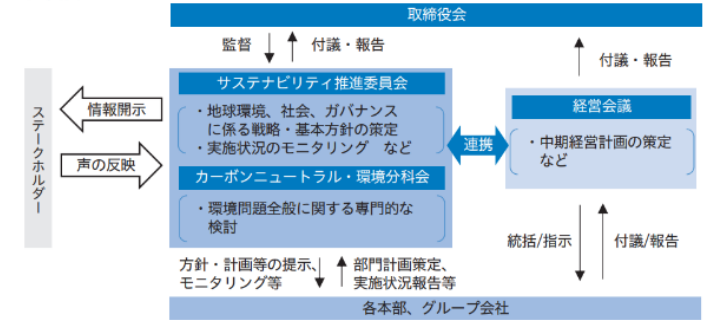 取締役会
監督
付議・報告
付議・報告
サステナビリティ推進委員会
・地球環境、社会、ガバナンス
に係る戦略・基本方針の策定
・実施状況のモニタリング など
カーボンニュートラル・環境分科会
・環境問題全般に関する専門的な
検討
ステークホルダー
情報開示
声の反映
連携
経営会議
・中期経営計画の策定
など
方針・計画等の提示、
モニタリング等
部門計画策定、
実施状況報告等
統括/指示
付議/報告
各本部、グループ会社